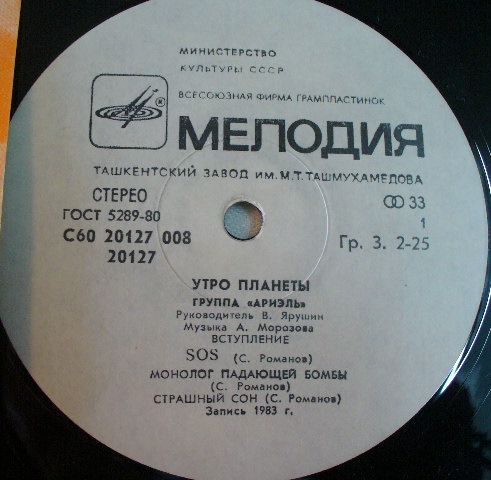 МИНИСТЕРСТВО
КУЛЬТУРЫ СССР
ВСЕСОЮЗНАЯ ФИРМА ГРАМПЛАСТИНОК
®
МЕЛОДИЯ
ТАШКЕНТСКИЙ ЗАВОД ИМ. М.Т. ТАШМУХАМЕДОВА
СТЕРЕО
33
ГОСТ 5289-80
1
С60 20127 008
Гр. 3. 2-25
20127
УТРО ПЛАНЕТЫ
ГРУППА «АРИЭЛЬ»
Руководитель В. Ярушин
Музыка А. Морозова
ВСТУПЛЕНИЕ
SOS (С. Романов)
МОНОЛОГ ПАДАЮЩЕЙ БОМБЫ
(С. Романов)
СТРАШНЫЙ СОН (С. Романов)
Запись 1983 г.